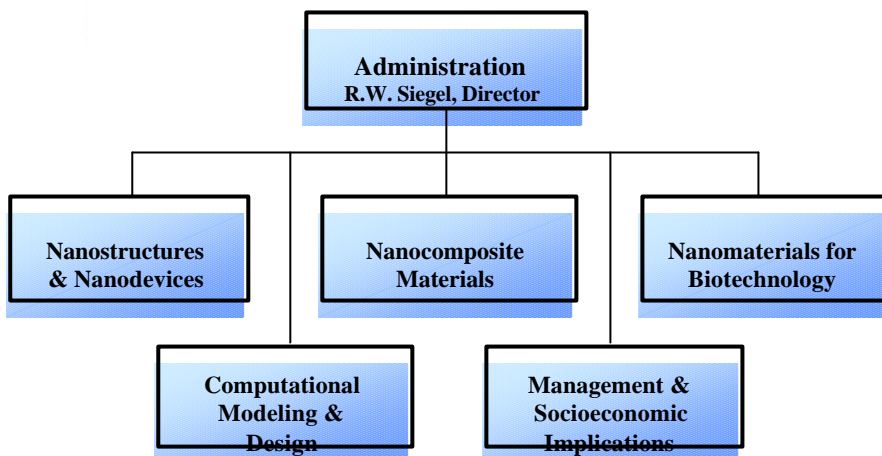 Administration
R.W. Siegel, Director
Nanostructures
& Nanodevices
Nanocomposite
Materials
Nanomaterials for
Biotechnology
Computational
Modeling &
Design
Management &
Socioeconomic
Implications